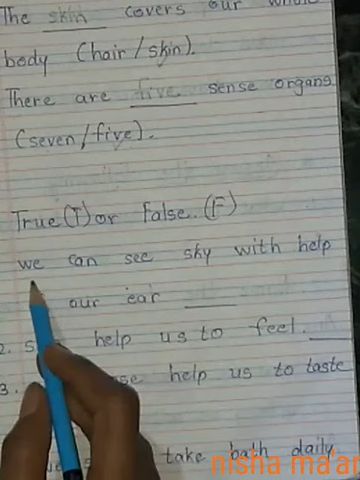 The skin covers our whole
body (hair/skin).
There are five sense organs
(seven/five).
True(T) or False.(F)
we can see sky with help
our ear
2. help us to feel.
3. help us to taste
take bath daily.
nisha ma'am